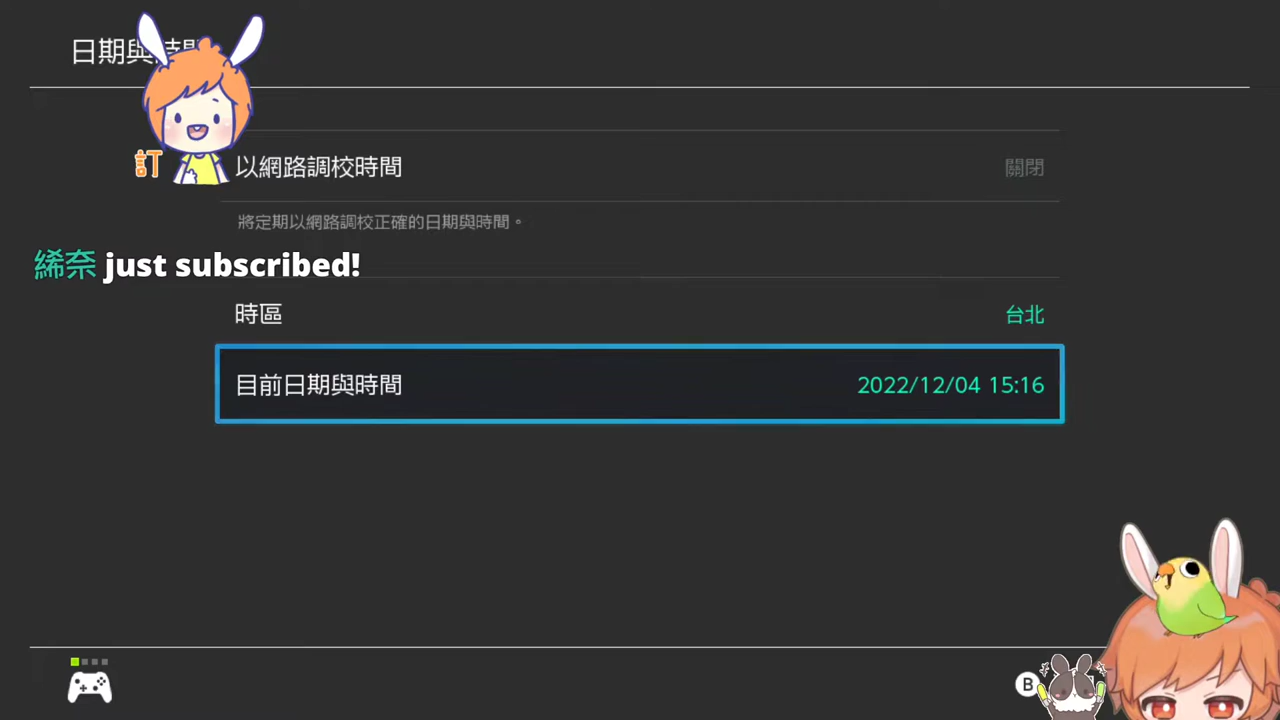 日期與時間
訂
以網路調校時間 關閉
將定期以網路調校正確的日期與時間。
絺奈 just subscribed!
時區 台北
目前日期與時間 2022/12/04 15:16
B